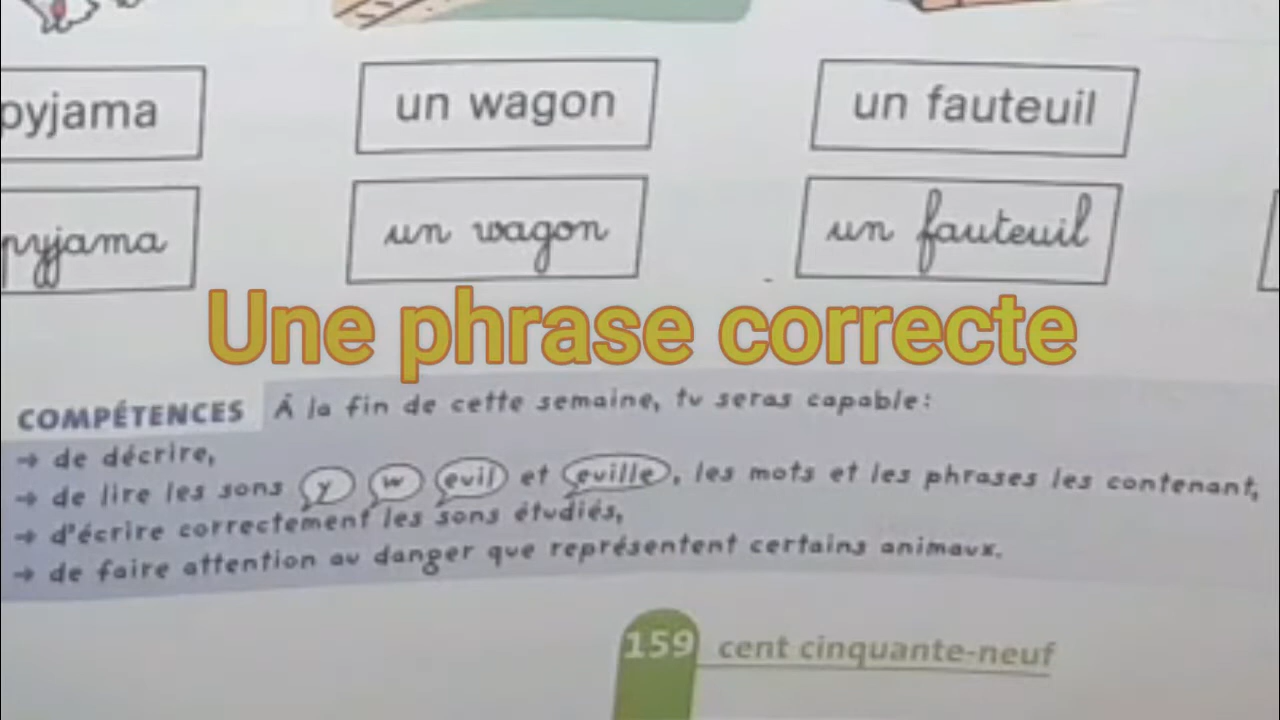 pyjama
un wagon
un fauteuil
pyjama
un wagon
un fauteuil
Une phrase correcte
COMPÉTENCES À la fin de cette semaine, tu seras capable:
→ de décrire,
→ de lire les sons y w euil et euille, les mots et les phrases les contenant,
→ d'écrire correctement les sons étudiés,
→ de faire attention au danger que représentent certains animaux.
159 cent cinquante-neuf